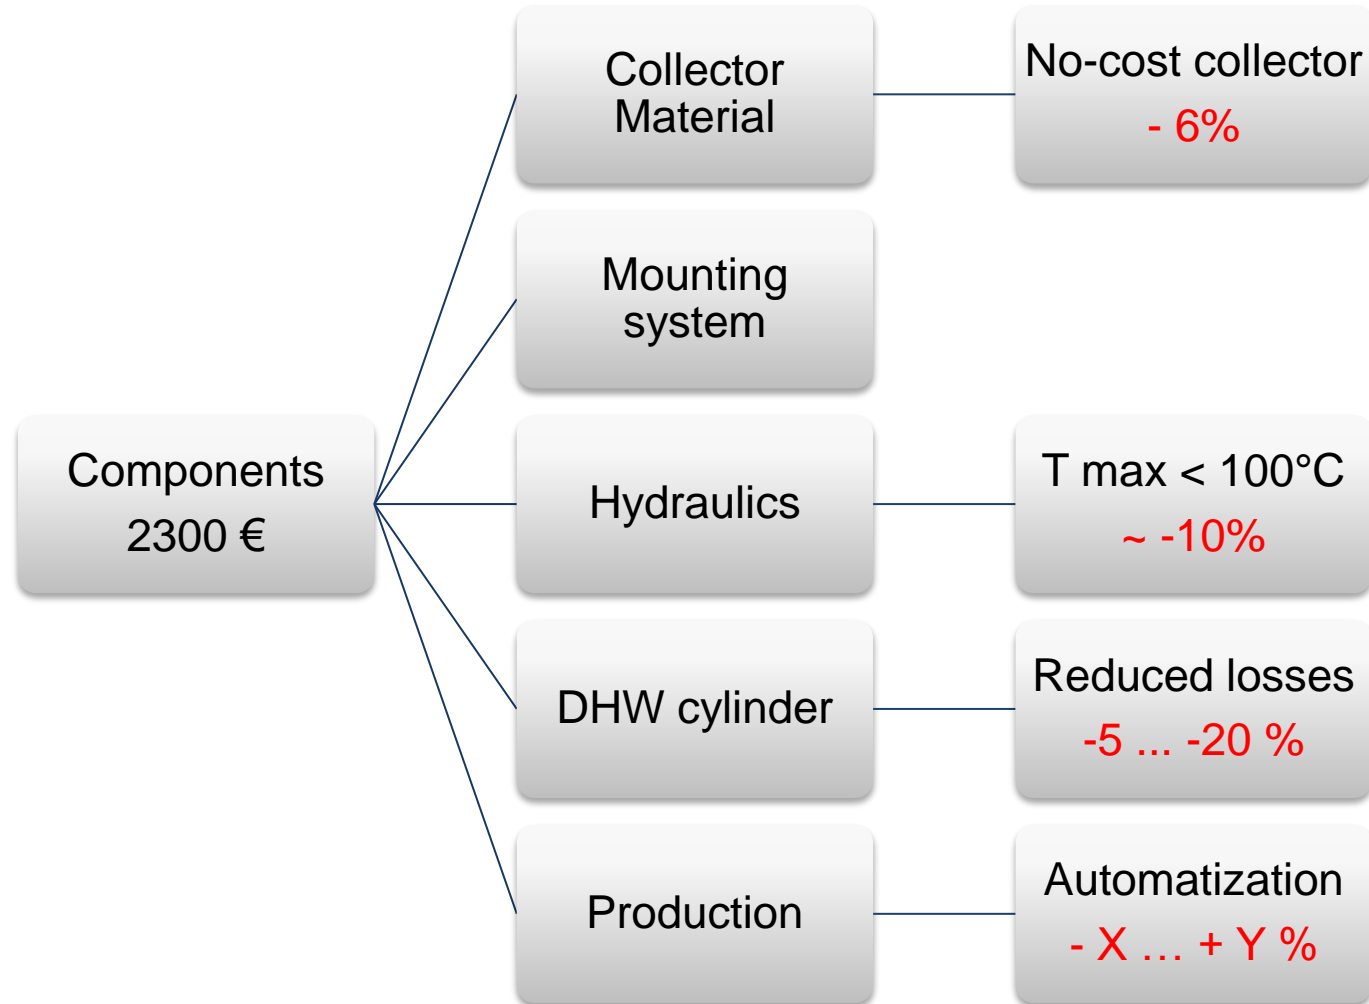 Collector
Material
No-cost collector
- 6%
Mounting
system
Components
2300 €
Hydraulics
T max < 100°C
~ -10%
DHW cylinder
Reduced losses
-5 ... -20 %
Production
Automatization
- X … + Y %